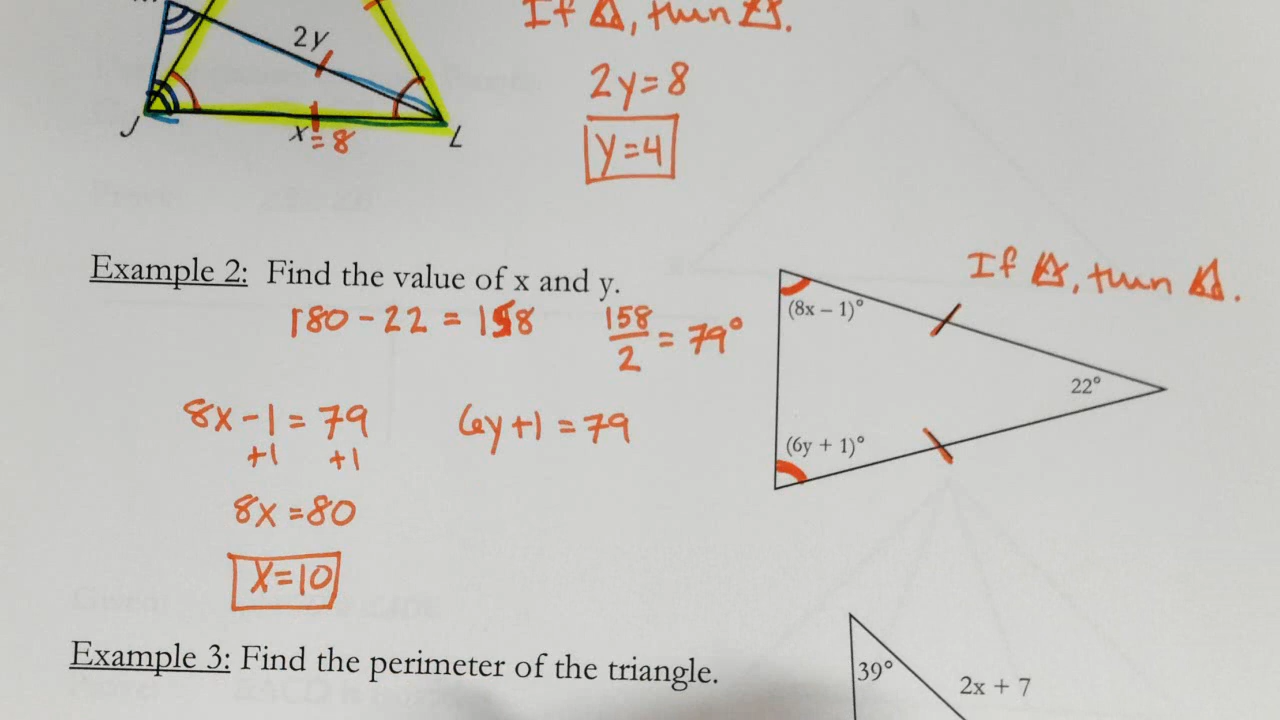 If ⃤, then ⃤.
2y
2y=8
y=4
J
x=8
L
Example 2: Find the value of x and y.
If ⃤, then ⃤.
180-22=158
158/2=79°
(8x – 1)°
22°
8x-1=79
6y+1=79
(6y + 1)°
+1 +1
8x=80
x=10
Example 3: Find the perimeter of the triangle.
39°
2x + 7